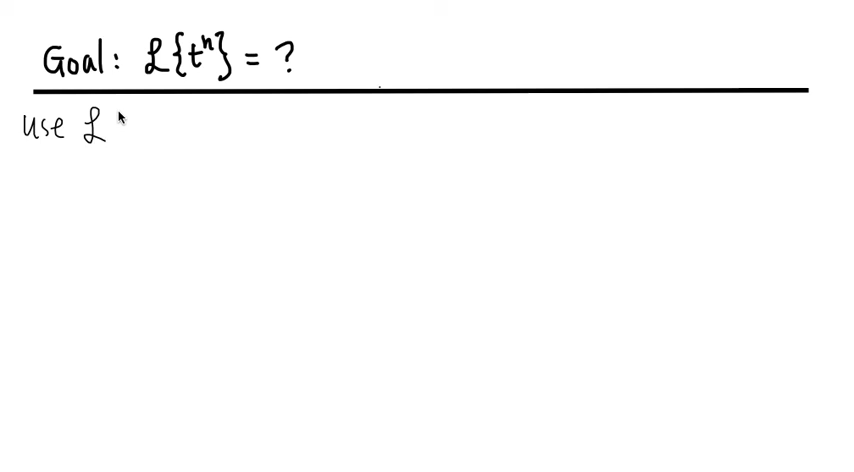 Goal: ℒ{tⁿ} = ?
use ℒ